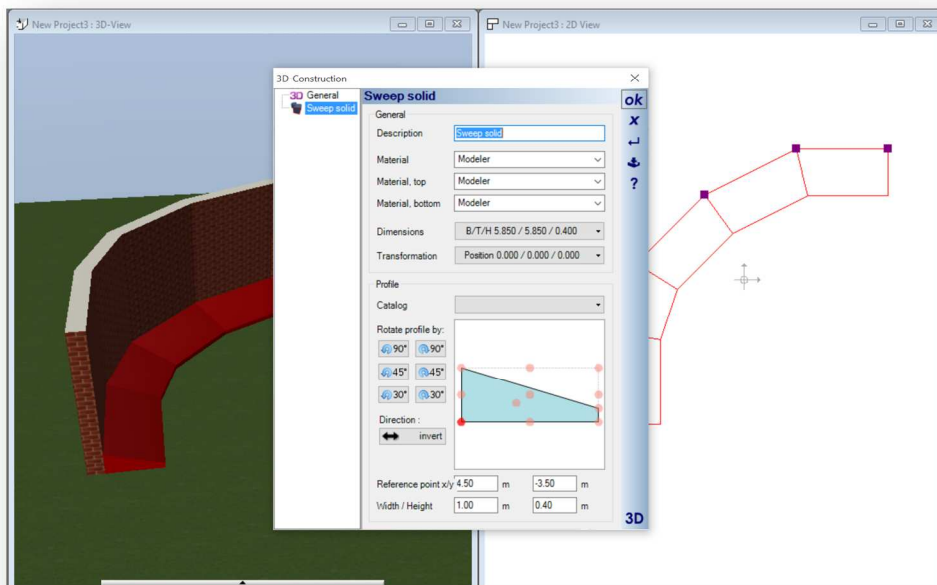 New Project3 : 3D-View
New Project3 : 2D View
3D-Construction
3D General
Sweep solid
Sweep solid
General
Description Sweep solid
Material Modeler
Material, top Modeler
Material, bottom Modeler
Dimensions B/T/H 5.850 / 5.850 / 0.400
Transformation Position 0.000 / 0.000 / 0.000
Profile
Catalog
Rotate profile by:
90° 90°
45° 45°
30° 30°
Direction :
invert
Reference point x/y 4.50 m -3.50 m
Width / Height 1.00 m 0.40 m
ok
x
?
3D